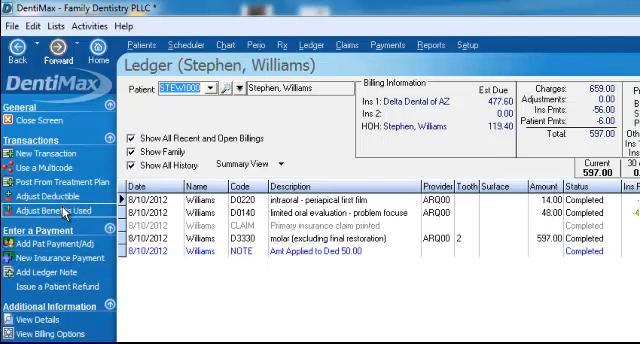 DentiMax - Family Dentistry PLLC *
File Edit Lists Activities Help
Back Forward Home
Patients Scheduler Chart Perio Rx Ledger Claims Payments Reports Setup
DentiMax
Ledger (Stephen, Williams)
General
Close Screen
Transactions
New Transaction
Use a Multicode
Post From Treatment Plan
Adjust Deductible
Adjust Benefits Used
Enter a Payment
Add Pat Payment/Adj
New Insurance Payment
Add Ledger Note
Issue a Patient Refund
Additional Information
View Details
View Billing Options
Patient: STEW1000 Stephen, Williams
Show All Recent and Open Billings
Show Family
Show All History Summary View
Billing Information
Est Due
Ins 1: Delta Dental of AZ 477.60
Ins 2: 0.00
HOH: Stephen, Williams 119.40
Charges: 659.00
Adjustments: 0.00
Ins Pmts: -56.00
Patient Pmts: -6.00
Total: 597.00
Current 30
597.00
Date Name Code Description Provider Tooth Surface Amount Status Ins P
8/10/2012 Williams D0220 intraoral - periapical first film ARQ00 14.00 Completed
8/10/2012 Williams D0140 limited oral evaluation - problem focuse ARQ00 48.00 Completed
8/10/2012 Williams CLAIM Primary insurance claim printed
8/10/2012 Williams D3330 molar (excluding final restoration) ARQ00 2 597.00 Completed
8/10/2012 Williams NOTE Amt Applied to Ded 50.00 Completed